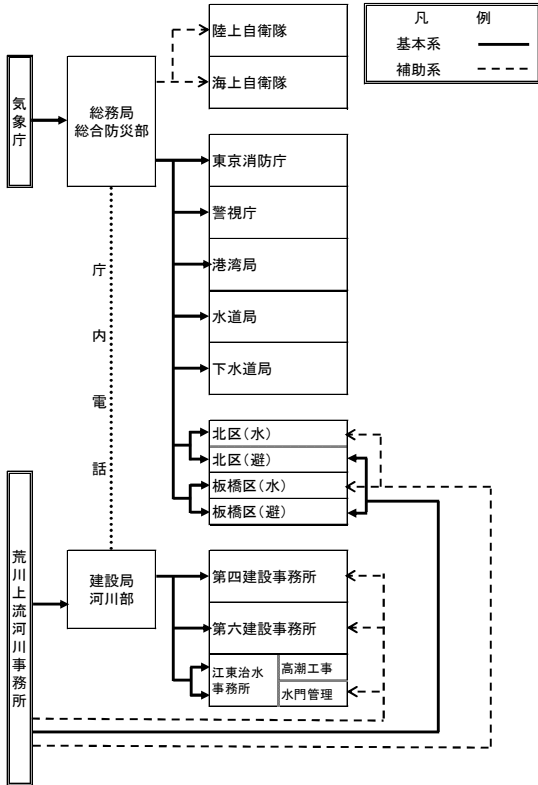 凡 例
基本系
補助系
陸上自衛隊
海上自衛隊
気象庁
総務局
総合防災部
東京消防庁
警視庁
港湾局
水道局
下水道局
庁内電話
北区(水)
北区(避)
板橋区(水)
板橋区(避)
荒川上流河川事務所
建設局
河川部
第四建設事務所
第六建設事務所
江東治水
事務所
高潮工事
水門管理